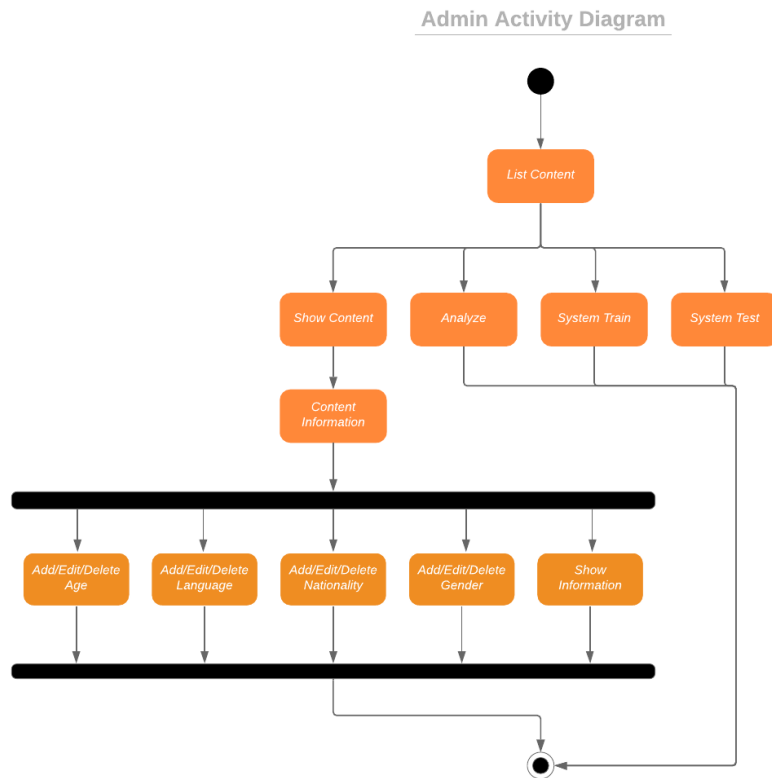 Admin Activity Diagram
List Content
Show Content
Analyze
System Train
System Test
Content
Information
Add/Edit/Delete
Age
Add/Edit/Delete
Language
Add/Edit/Delete
Nationality
Add/Edit/Delete
Gender
Show
Information